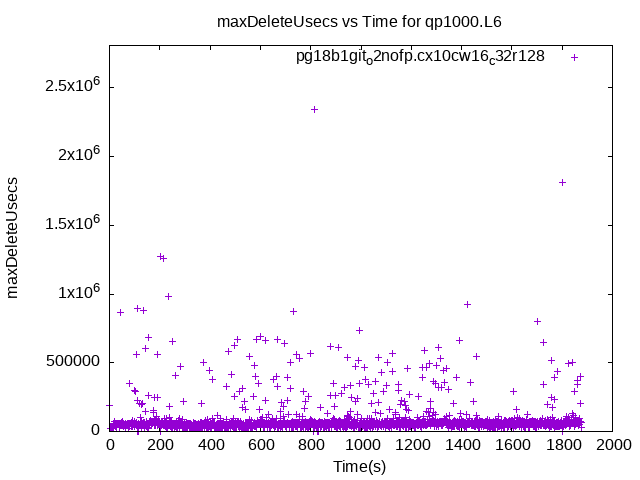 maxDeleteUsecs vs Time for qp1000.L6
pg18b1git_o2nofp.cx10cw16_c32r128
maxDeleteUsecs
2.5x10^6
2x10^6
1.5x10^6
1x10^6
500000
0
0 200 400 600 800 1000 1200 1400 1600 1800 2000
Time(s)